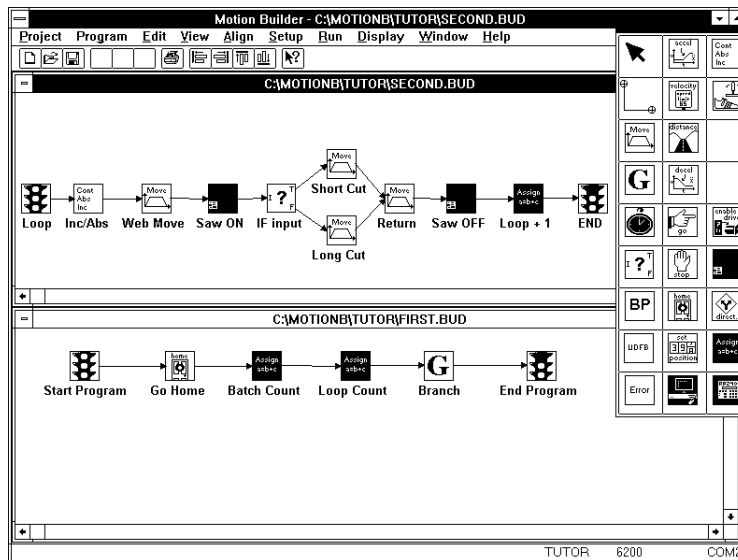 Motion Builder - C:\MOTIONB\TUTOR\SECOND.BUD
Project Program Edit View Align Setup Run Display Window Help
C:\MOTIONB\TUTOR\SECOND.BUD
Loop
Cont Abs Inc
Inc/Abs
Move
Web Move
Saw ON
I ? T F
IF input
Move
Short Cut
Move
Long Cut
Move
Return
Saw OFF
Assign a=b+c
Loop + 1
END
C:\MOTIONB\TUTOR\FIRST.BUD
Start Program
home
Go Home
Assign a=b+c
Batch Count
Assign a=b+c
Loop Count
G
Branch
End Program
accel
Cont Abs Inc
velocity
Move
distance
G
decel
go
enable drive
I ? T F
stop
BP
home
direct.
UDFB
set position
Assign a=b+c
Error
TUTOR 6200 COM2